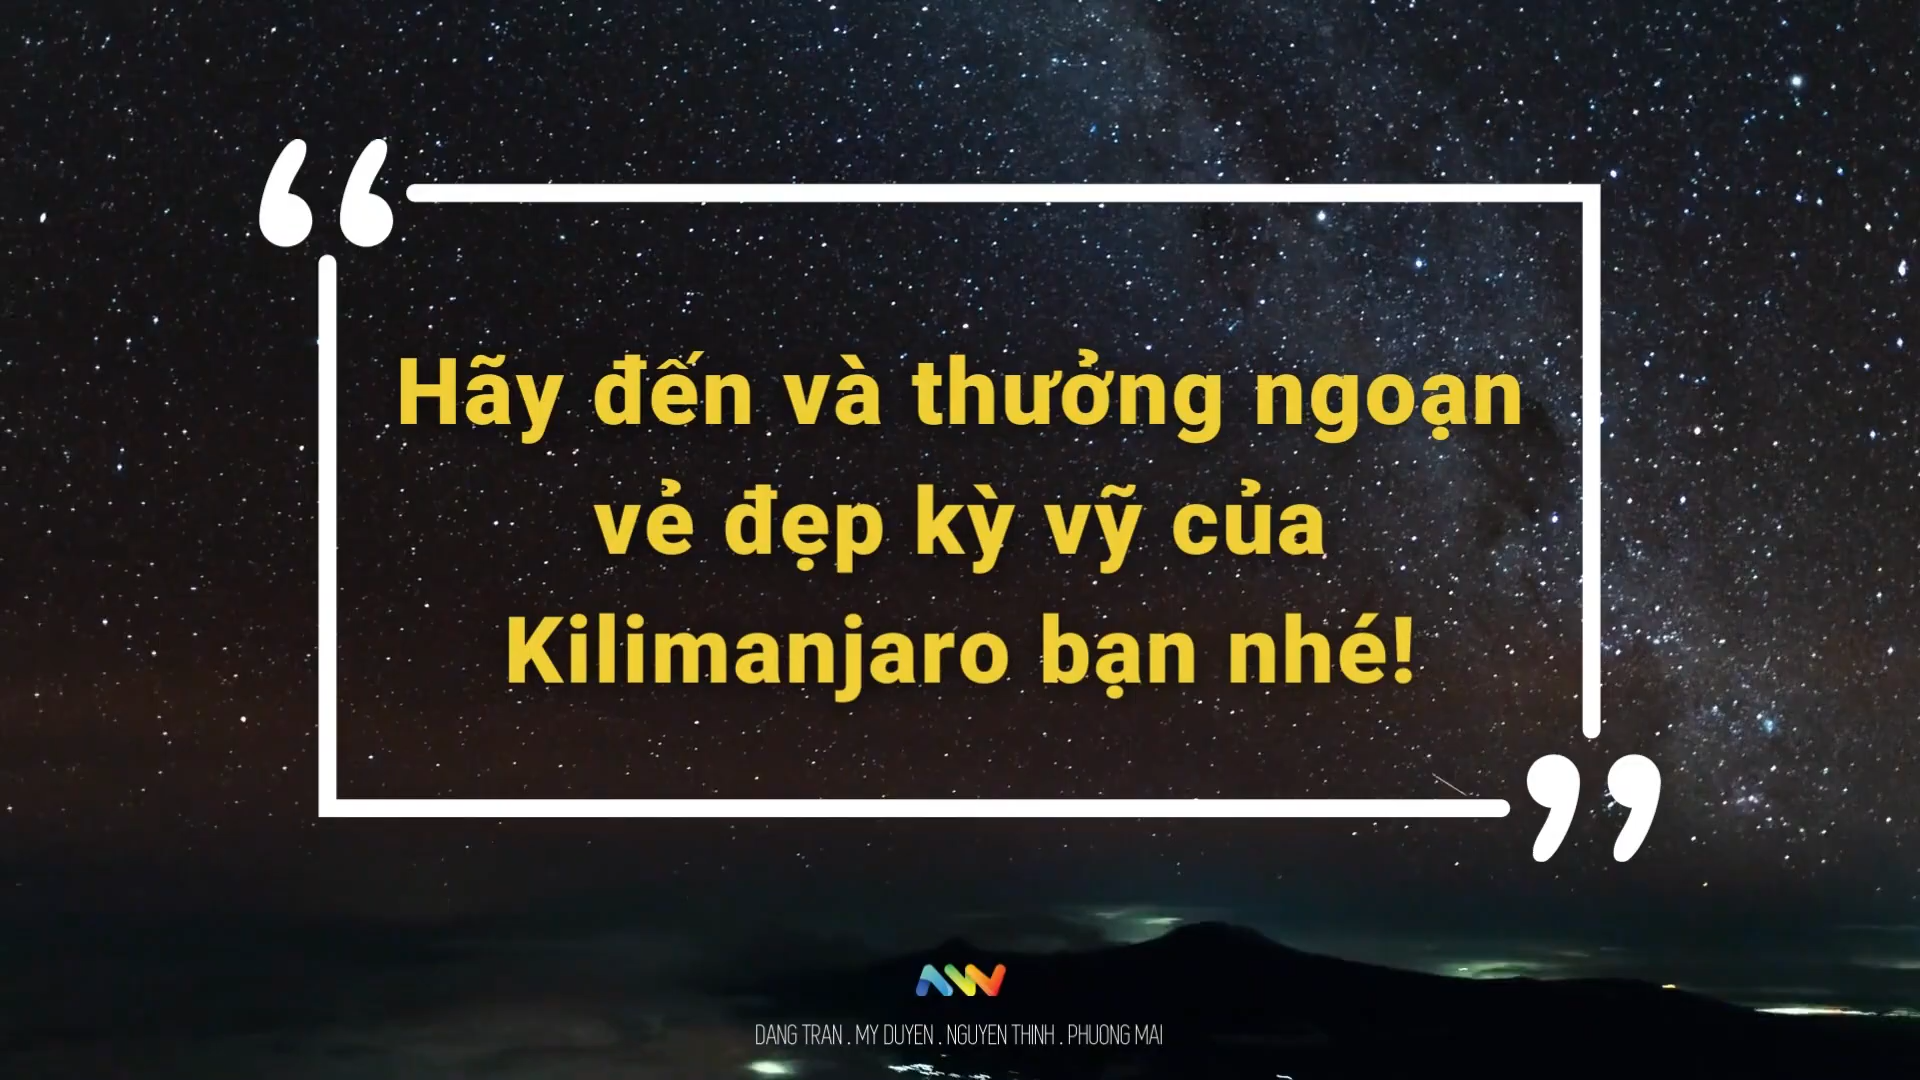 Hãy đến và thưởng ngoạn
vẻ đẹp kỳ vỹ của
Kilimanjaro bạn nhé!
DANG TRAN . MY DUYEN . NGUYEN THINH . PHUONG MAI